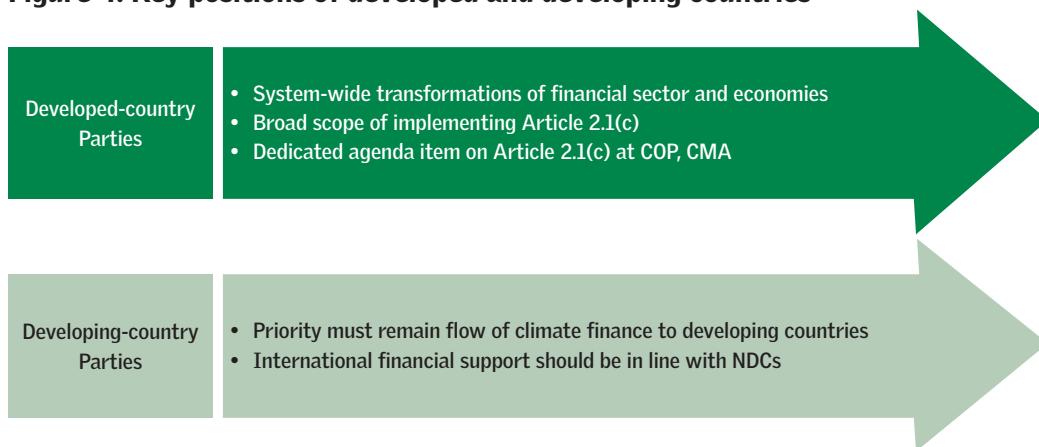 Developed-country
Parties
• System-wide transformations of financial sector and economies
• Broad scope of implementing Article 2.1(c)
• Dedicated agenda item on Article 2.1(c) at COP, CMA
Developing-country
Parties
• Priority must remain flow of climate finance to developing countries
• International financial support should be in line with NDCs